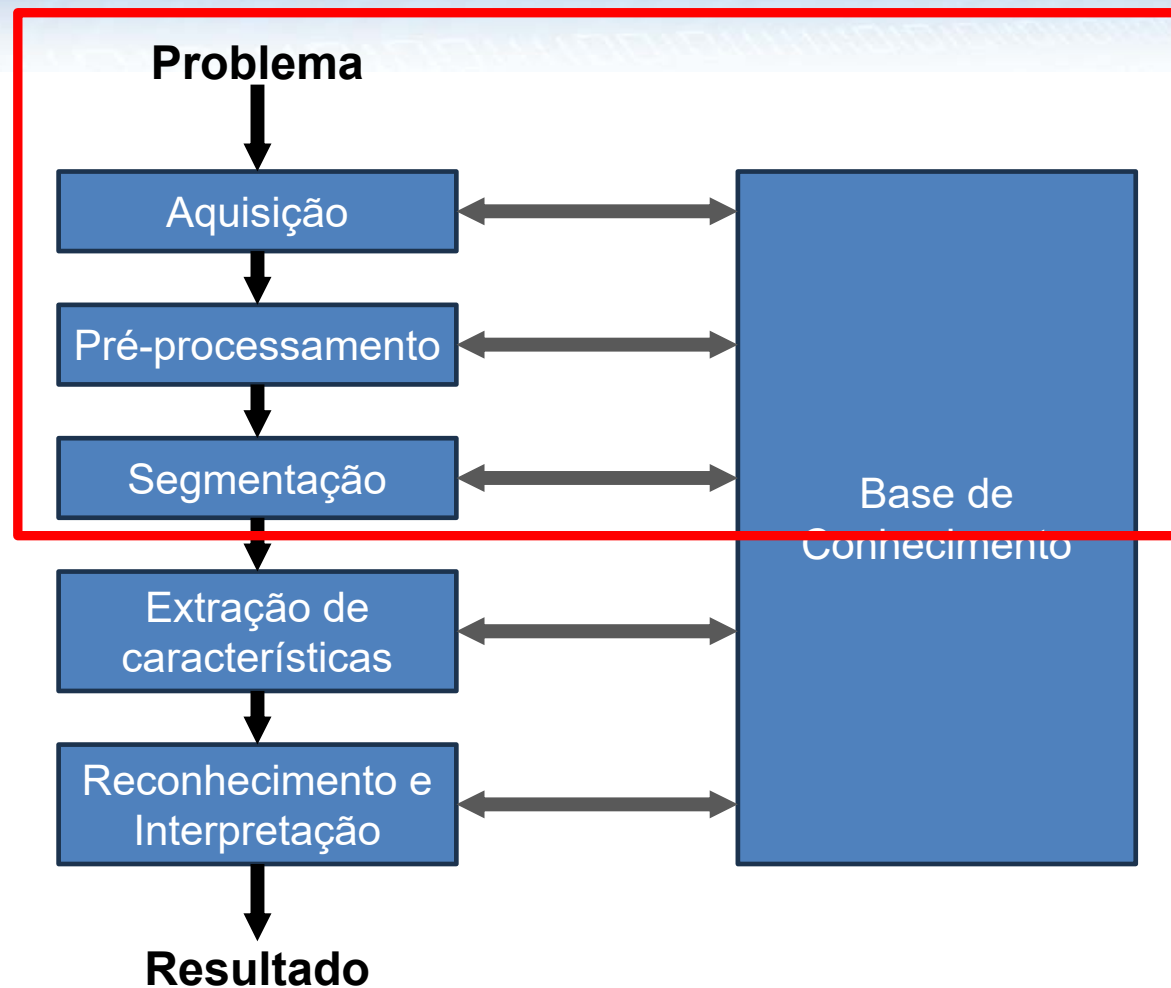 Problema
Aquisição
Pré-processamento
Segmentação
Base de
Conhecimento
Extração de
características
Reconhecimento e
Interpretação
Resultado